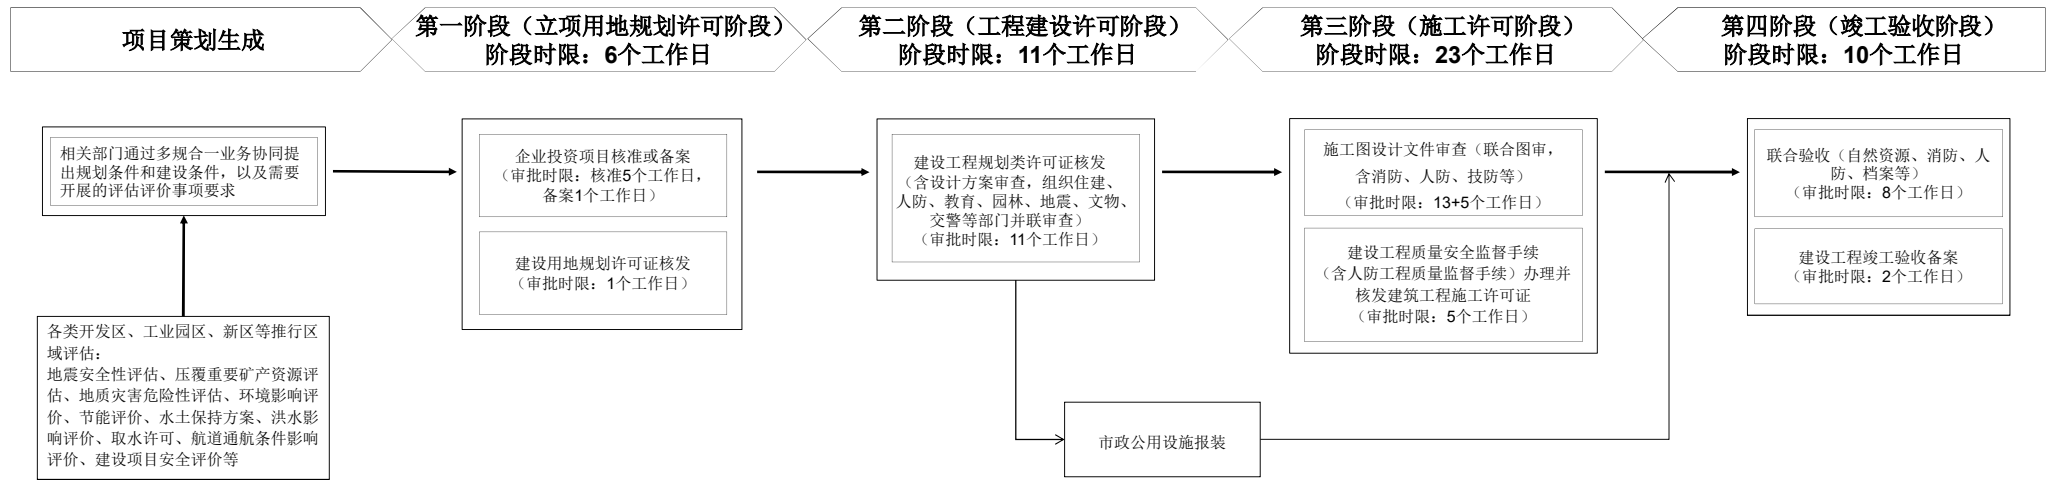 项目策划生成
第一阶段（立项用地规划许可阶段）
阶段时限：6个工作日
第二阶段（工程建设许可阶段）
阶段时限：11个工作日
第三阶段（施工许可阶段）
阶段时限：23个工作日
第四阶段（竣工验收阶段）
阶段时限：10个工作日
相关部门通过多规合一业务协同提
出规划条件和建设条件，以及需要
开展的评估评价事项要求
各类开发区、工业园区、新区等推行区
域评估：
地震安全性评估、压覆重要矿产资源评
估、地质灾害危险性评估、环境影响评
价、节能评价、水土保持方案、洪水影
响评价、取水许可、航道通航条件影响
评价、建设项目安全评价等
企业投资项目核准或备案
（审批时限：核准5个工作日，
备案1个工作日）
建设用地规划许可证核发
（审批时限：1个工作日）
建设工程规划类许可证核发
（含设计方案审查，组织住建、
人防、教育、园林、地震、文物、
交警等部门并联审查）
（审批时限：11个工作日）
市政公用设施报装
施工图设计文件审查（联合图审，
含消防、人防、技防等）
（审批时限：13+5个工作日）
建设工程质量安全监督手续
（含人防工程质量监督手续）办理并
核发建筑工程施工许可证
（审批时限：5个工作日）
联合验收（自然资源、消防、人
防、档案等）
（审批时限：8个工作日）
建设工程竣工验收备案
（审批时限：2个工作日）